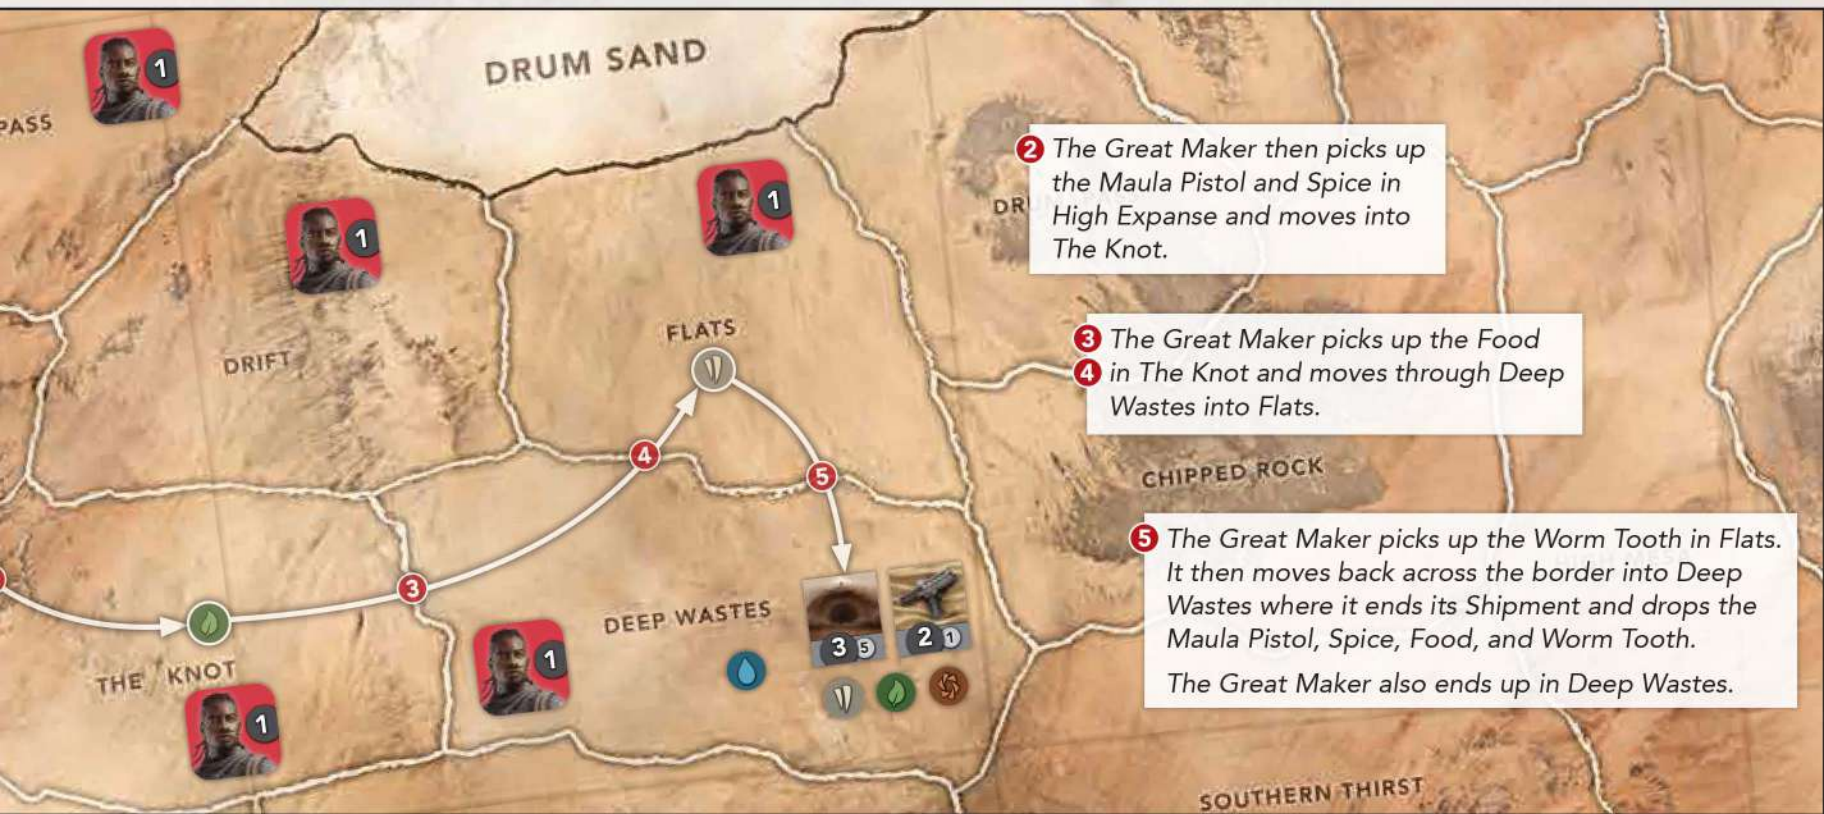 DRUM SAND
1
PASS
1
2 The Great Maker then picks up
the Maula Pistol and Spice in
High Expanse and moves into
The Knot.
1
DRU
FLATS
DRIFT
3 The Great Maker picks up the Food
4 in The Knot and moves through Deep
Wastes into Flats.
4
5
CHIPPED ROCK
3
5 The Great Maker picks up the Worm Tooth in Flats.
It then moves back across the border into Deep
Wastes where it ends its Shipment and drops the
Maula Pistol, Spice, Food, and Worm Tooth.
The Great Maker also ends up in Deep Wastes.
DEEP WASTES
3 5
2 1
1
THE KNOT
1
SOUTHERN THIRST